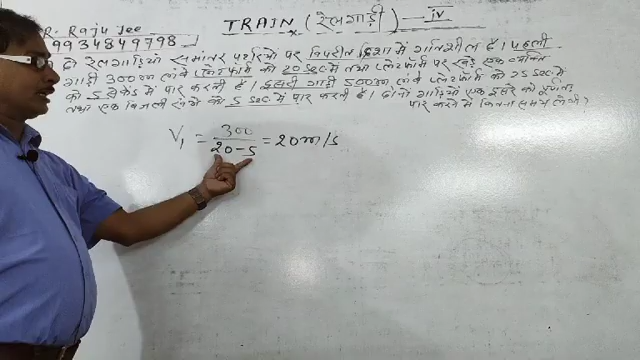 R. Raju Jee
9934849798
TRAIN (रेलगाड़ी) — IV
दो रेलगाड़ियाँ समांतर पटरियों पर विपरीत दिशा में गतिशील हैं। पहली
गाड़ी 300m लंबे प्लेटफार्म को 20 sec में तथा प्लेटफार्म पर खड़े एक व्यक्ति
को 5 सेकेंड में पार करती है। दूसरी गाड़ी लंबे प्लेटफार्म को 25 sec में
तथा एक बिजली खंभे को 5 sec में पार करती है। दोनों गाड़ियाँ एक दूसरे को
पार करने में कितना समय लेगी?
V₁ = 300 / 20-5 = 20m/s